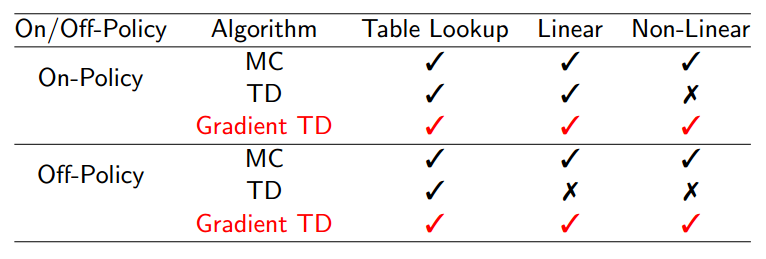 On/Off-Policy Algorithm Table Lookup Linear Non-Linear
MC ✓ ✓ ✓
On-Policy
TD ✓ ✓ ✗
Gradient TD ✓ ✓ ✓
MC ✓ ✓ ✓
Off-Policy
TD ✓ ✗ ✗
Gradient TD ✓ ✓ ✓